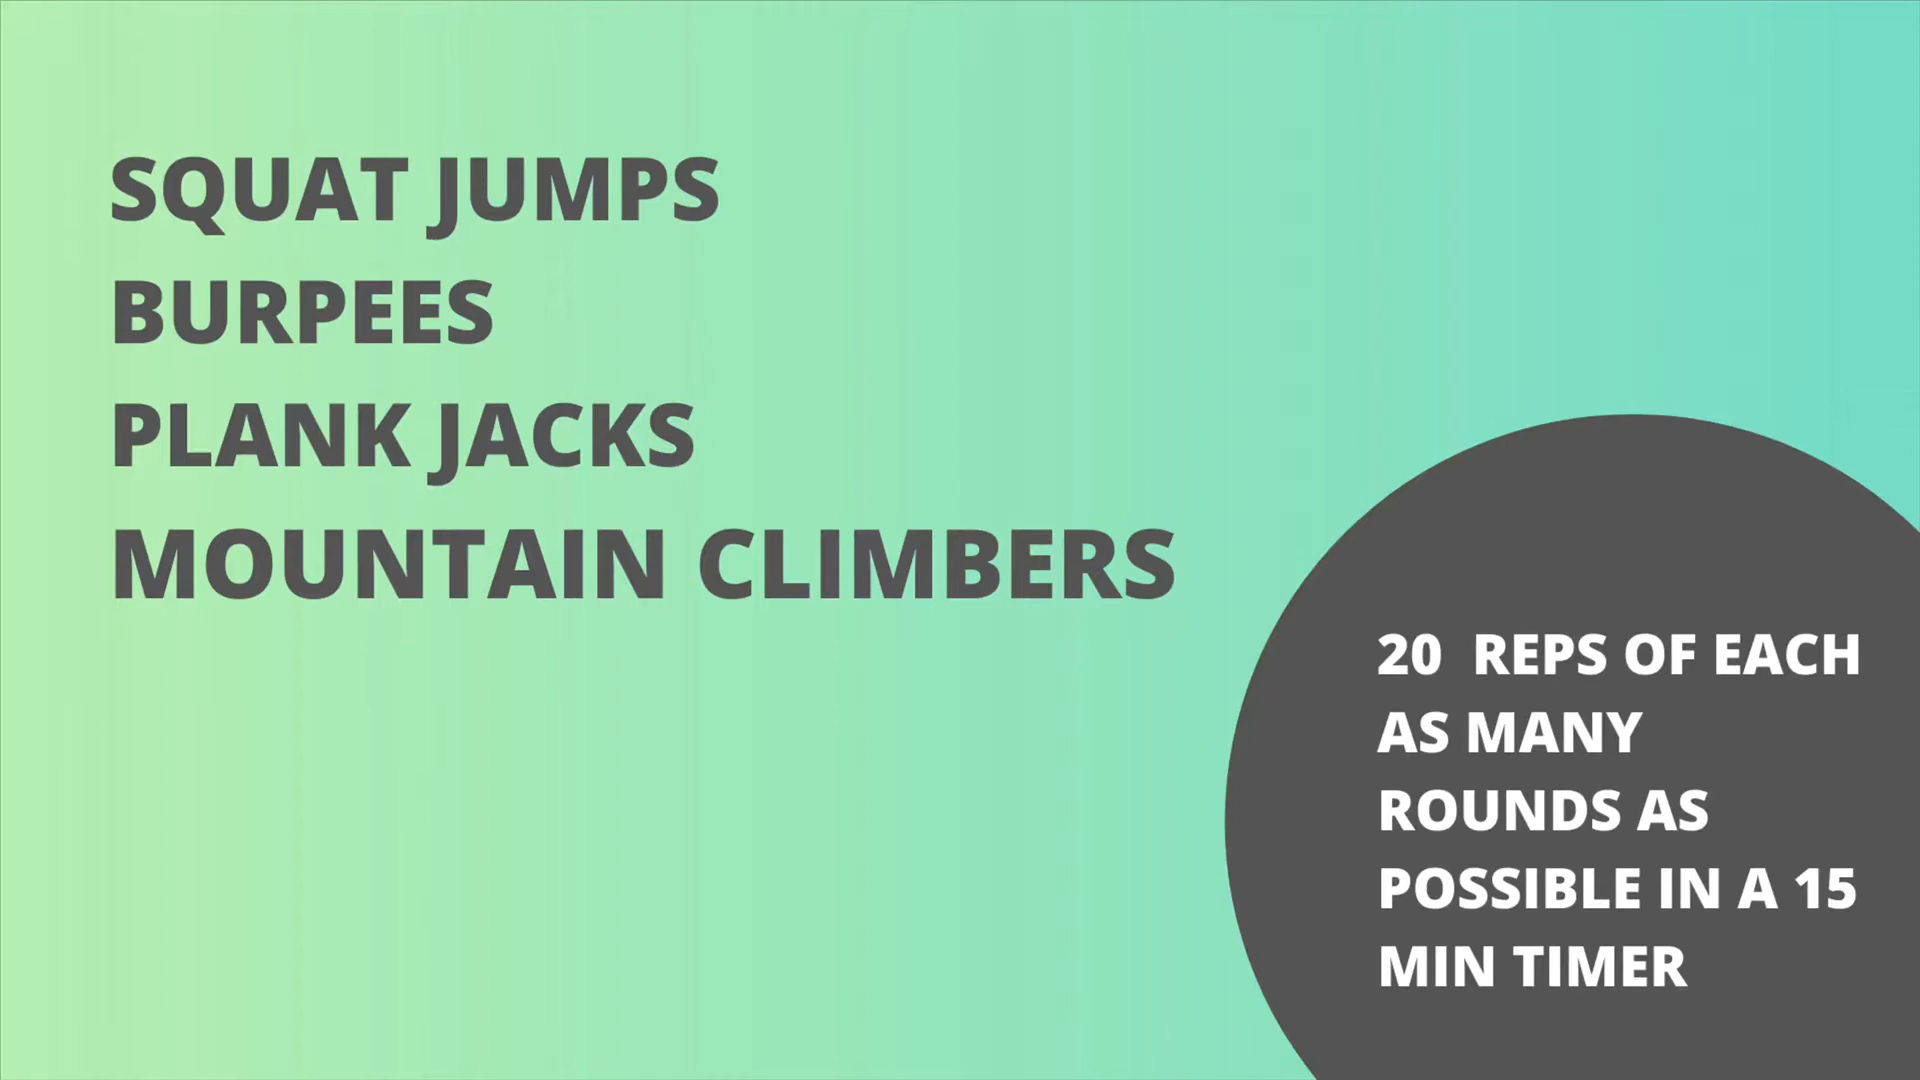 SQUAT JUMPS
BURPEES
PLANK JACKS
MOUNTAIN CLIMBERS
20 REPS OF EACH
AS MANY
ROUNDS AS
POSSIBLE IN A 15
MIN TIMER